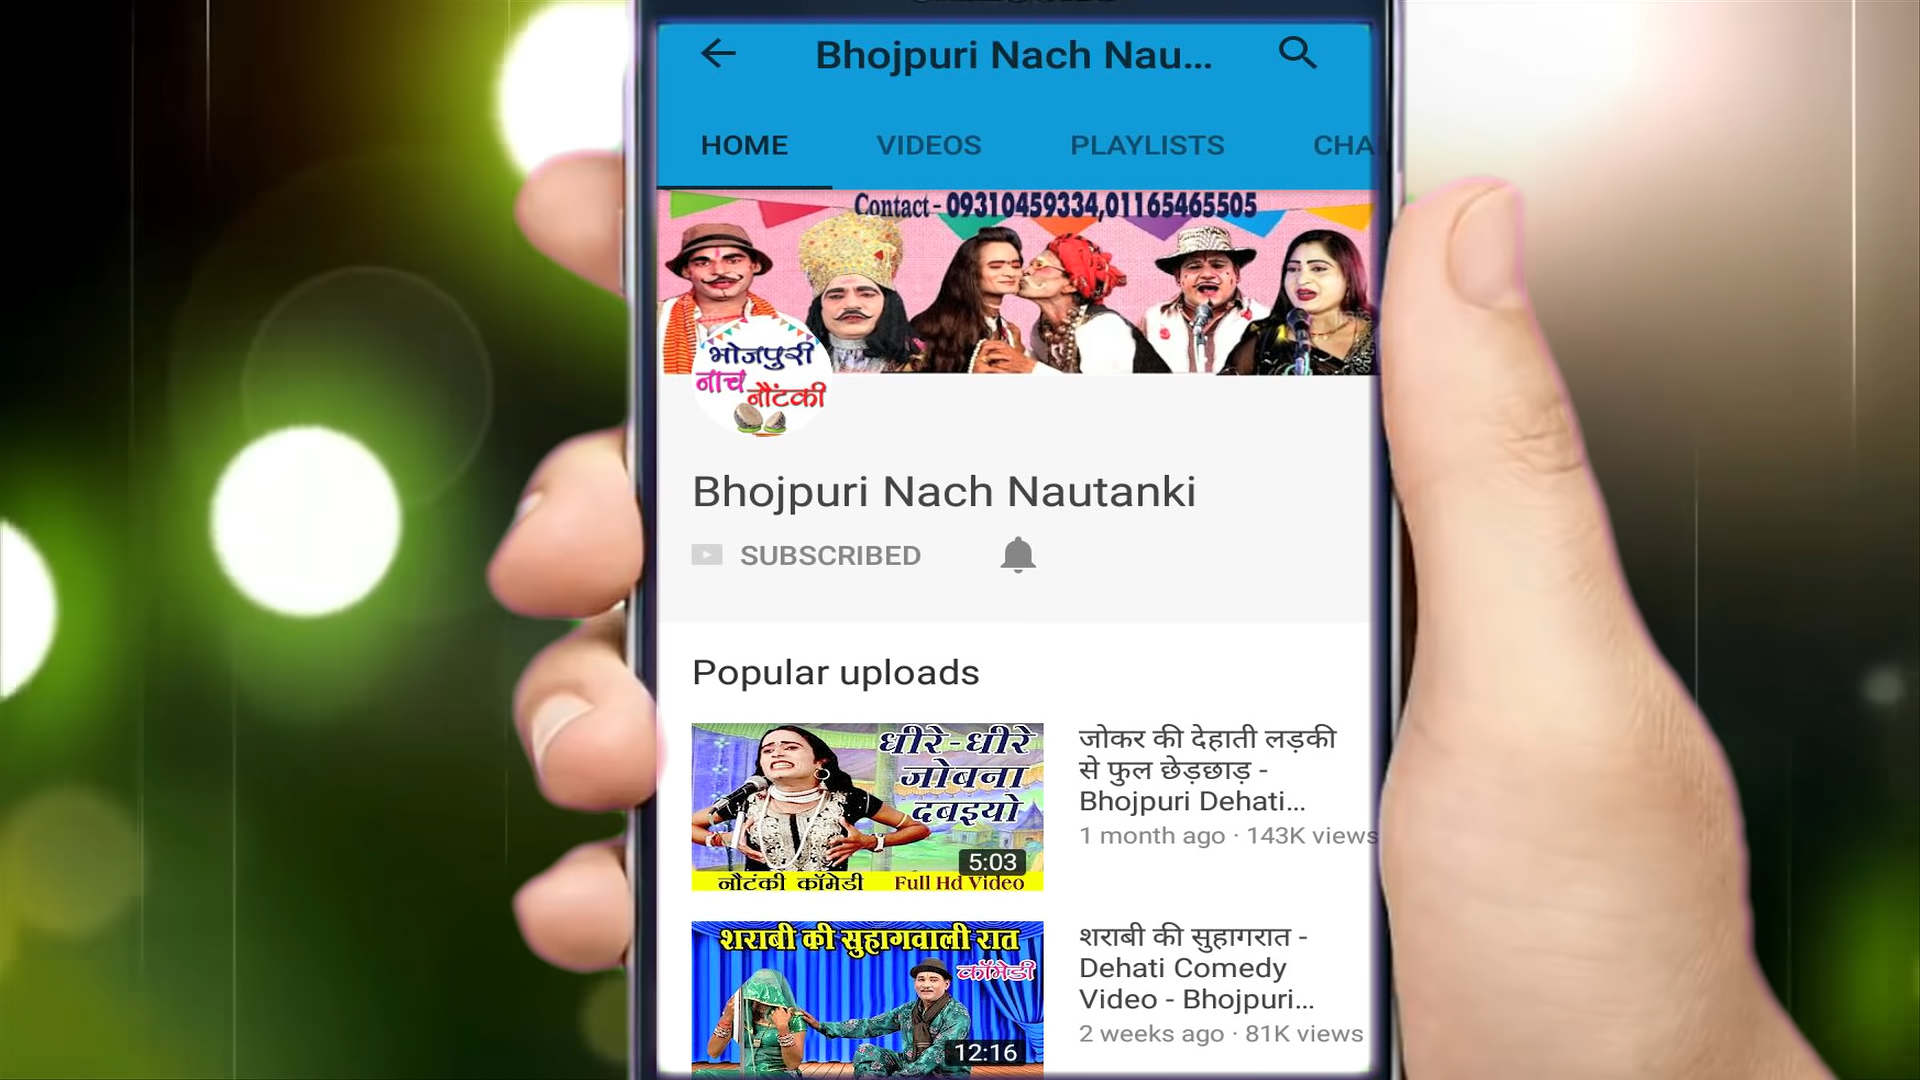 Bhojpuri Nach Nau...
HOME VIDEOS PLAYLISTS CHA
Contact - 09310459334,01165465505
भोजपुरी
नाच
नौटंकी
Bhojpuri Nach Nautanki
SUBSCRIBED
Popular uploads
धीरे-धीरे
जोबना
दबइयो
5:03
नौटंकी कॉमेडी Full Hd Video
जोकर की देहाती लड़की
से फुल छेड़छाड़ -
Bhojpuri Dehati...
1 month ago · 143K views
शराबी की सुहागवाली रात
कॉमेडी
12:16
शराबी की सुहागरात -
Dehati Comedy
Video - Bhojpuri...
2 weeks ago · 81K views